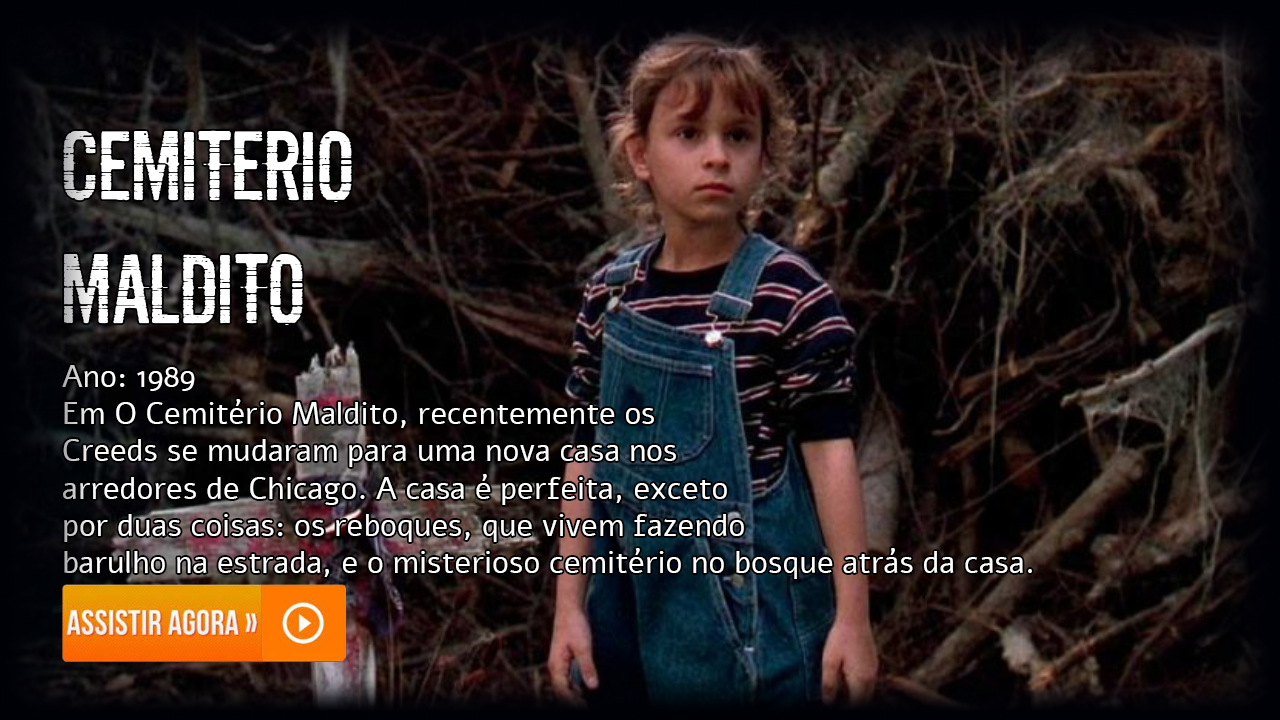 CEMITERIO
MALDITO
Ano: 1989
Em O Cemitério Maldito, recentemente os
Creeds se mudaram para uma nova casa nos
arredores de Chicago. A casa é perfeita, exceto
por duas coisas: os reboques, que vivem fazendo
barulho na estrada, e o misterioso cemitério no bosque atrás da casa.
ASSISTIR AGORA »